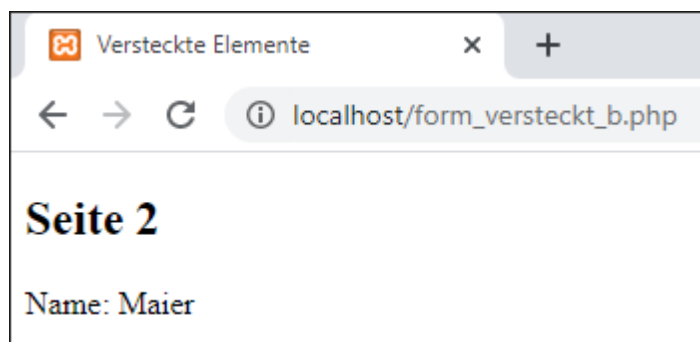 Versteckte Elemente
localhost/form_versteckt_b.php
Seite 2
Name: Maier